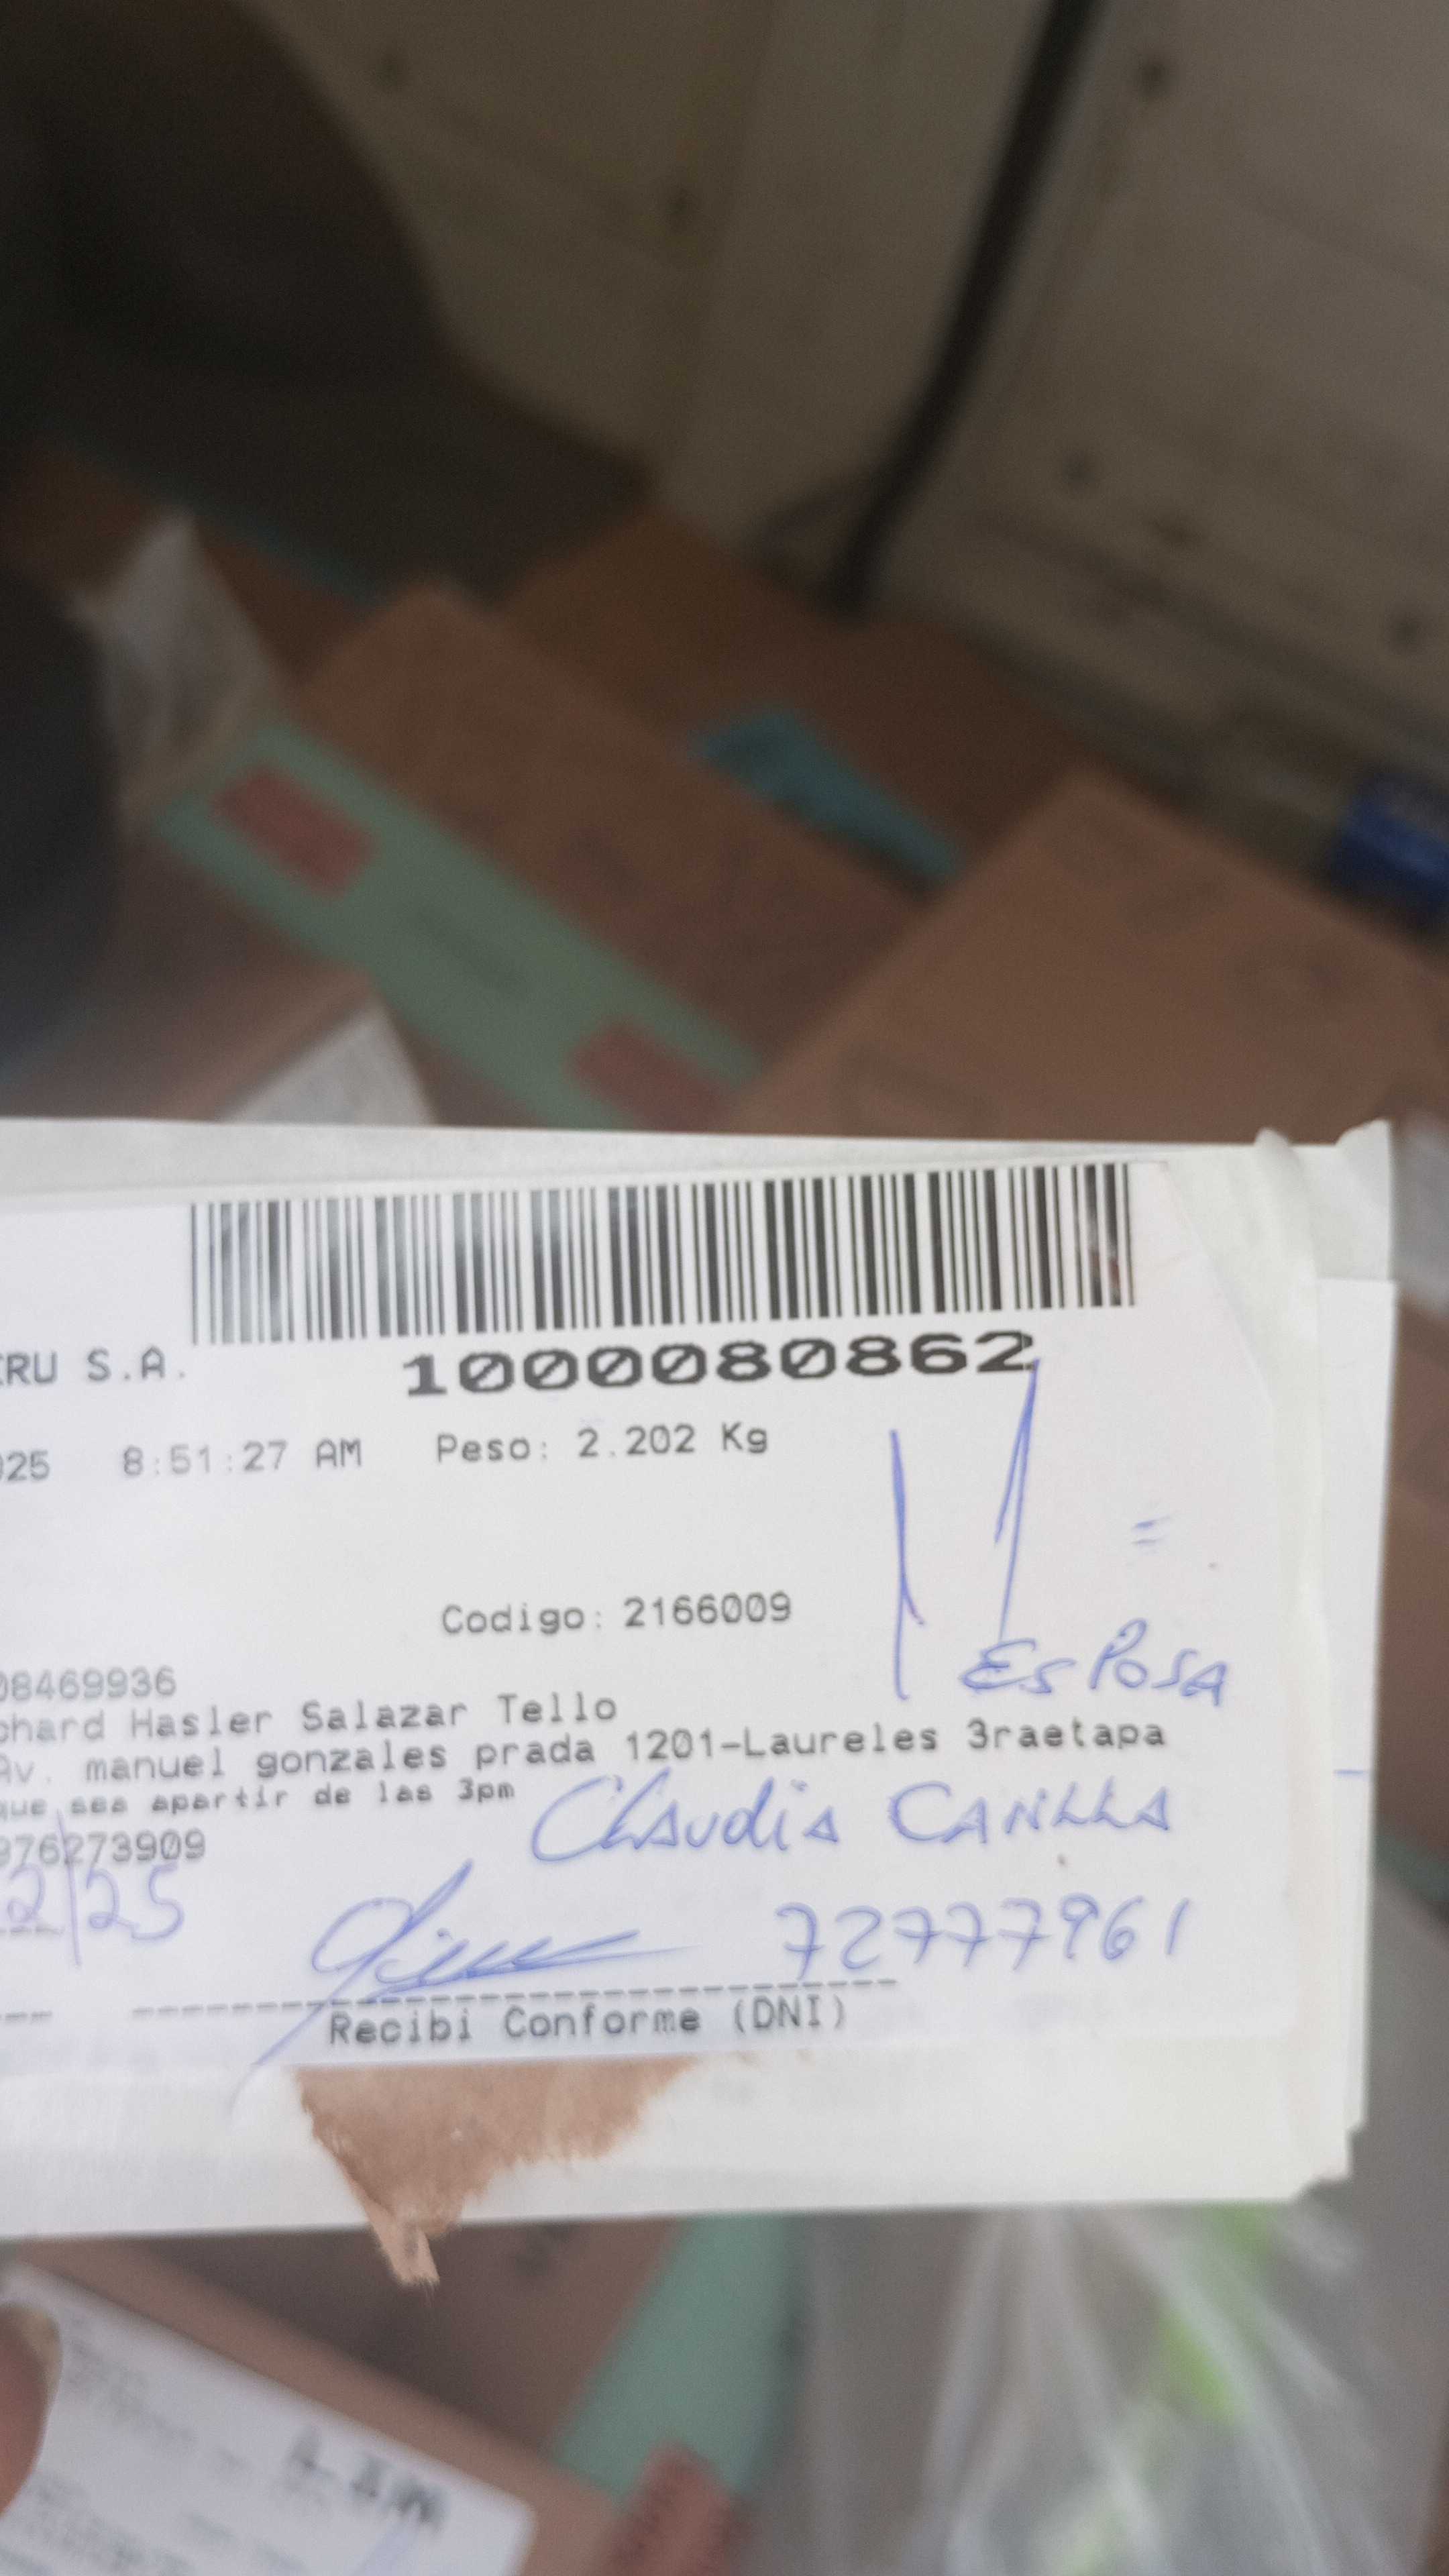 RU S.A.
1000080862
025 8:51:27 AM Peso: 2.202 Kg
Codigo: 2166009
ESPOSA
08469936
chard Hasler Salazar Tello
Av. manuel gonzales prada 1201-Laureles 3raetapa
que sea apartir de las 3pm
Claudia CANLLA
976273909
2/25
72777961
Recibi Conforme (DNI)